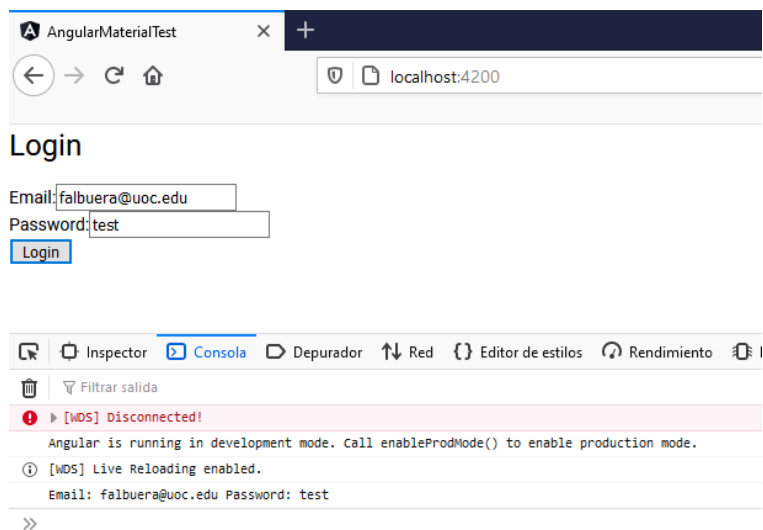 AngularMaterialTest
localhost:4200
Login
Email: falbuera@uoc.edu
Password: test
Login
Inspector Consola Depurador Red Editor de estilos Rendimiento
Filtrar salida
[WDS] Disconnected!
Angular is running in development mode. Call enableProdMode() to enable production mode.
[WDS] Live Reloading enabled.
Email: falbuera@uoc.edu Password: test